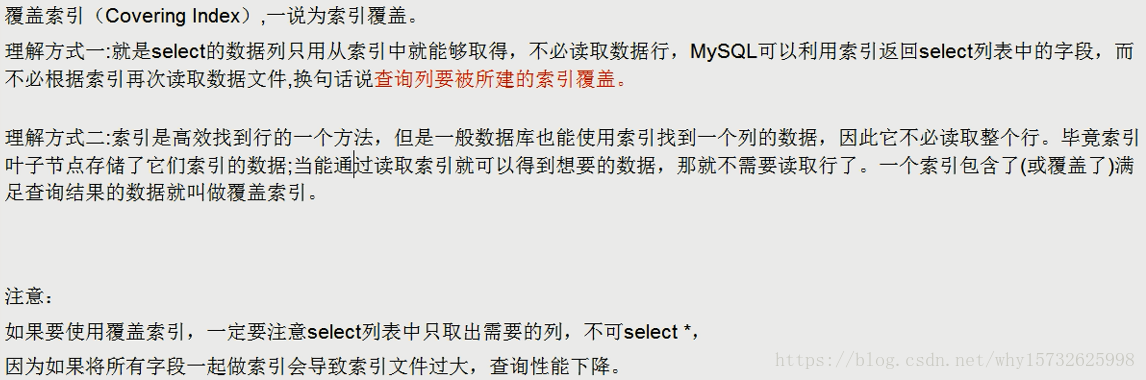 覆盖索引（Covering Index）,一说为索引覆盖。
理解方式一:就是select的数据列只用从索引中就能够取得，不必读取数据行，MySQL可以利用索引返回select列表中的字段，而
不必根据索引再次读取数据文件,换句话说查询列要被所建的索引覆盖。
理解方式二:索引是高效找到行的一个方法，但是一般数据库也能使用索引找到一个列的数据，因此它不必读取整个行。毕竟索引
叶子节点存储了它们索引的数据;当能通过读取索引就可以得到想要的数据，那就不需要读取行了。一个索引包含了(或覆盖了)满
足查询结果的数据就叫做覆盖索引。
注意：
如果要使用覆盖索引，一定要注意select列表中只取出需要的列，不可select *，
因为如果将所有字段一起做索引会导致索引文件过大，查询性能下降。
https://blog.csdn.net/why15732625998